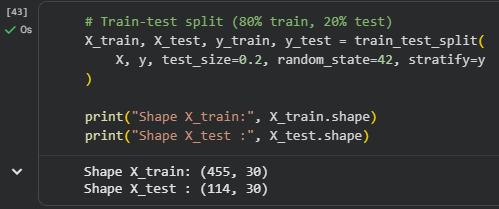 [43]
0s
# Train-test split (80% train, 20% test)
X_train, X_test, y_train, y_test = train_test_split(
    X, y, test_size=0.2, random_state=42, stratify=y
)

print("Shape X_train:", X_train.shape)
print("Shape X_test :", X_test.shape)
Shape X_train: (455, 30)
Shape X_test : (114, 30)